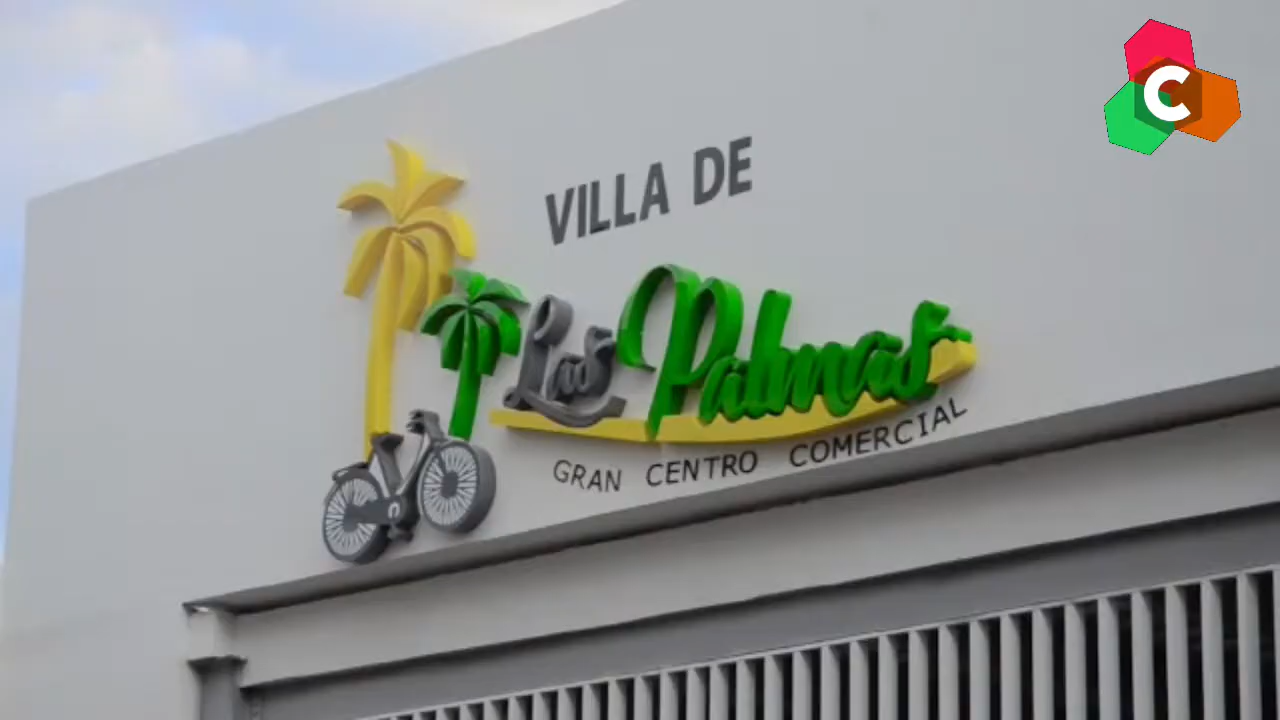 C
VILLA DE
Las Palmas
GRAN CENTRO COMERCIAL
C